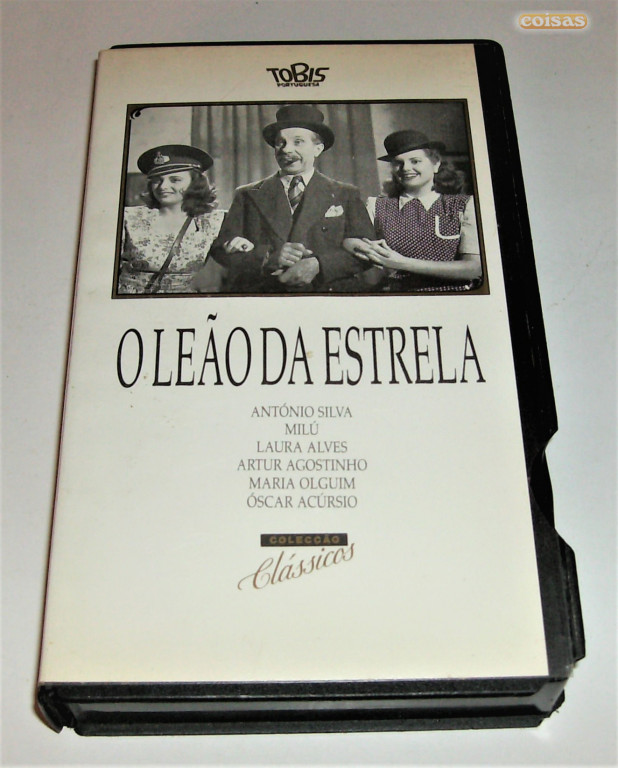 coisas
TOBIS
PORTUGUESA
O LEÃO DA ESTRELA
ANTÓNIO SILVA
MILÚ
LAURA ALVES
ARTUR AGOSTINHO
MARIA OLGUIM
ÓSCAR ACÚRSIO
COLECÇÃO
Clássicos